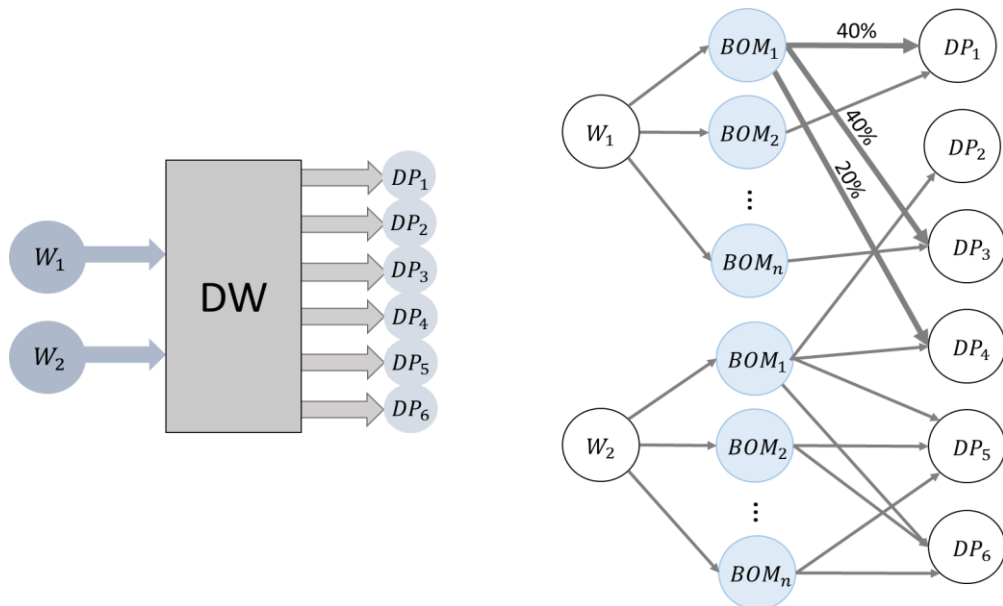 W₁
W₂
DW
DP₁
DP₂
DP₃
DP₄
DP₅
DP₆
W₁
BOM₁
BOM₂
⋮
BOMₙ
40%
40%
20%
W₂
BOM₁
BOM₂
⋮
BOMₙ
DP₁
DP₂
DP₃
DP₄
DP₅
DP₆